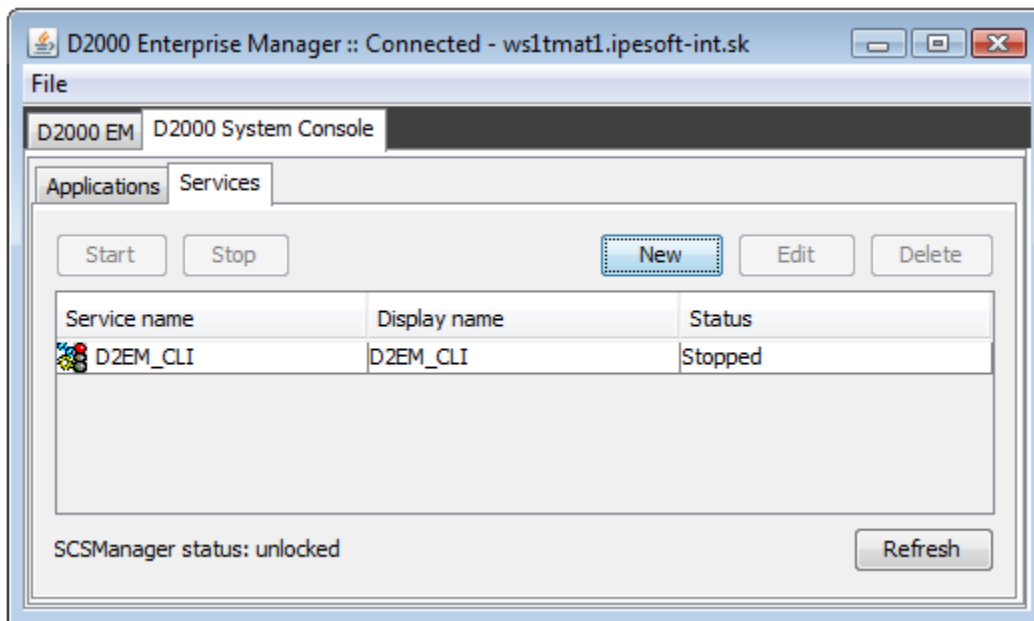 D2000 Enterprise Manager :: Connected - ws1tmat1.ipesoft-int.sk
File
D2000 EM D2000 System Console
Applications Services
Start Stop New Edit Delete
Service name Display name Status
D2EM_CLI D2EM_CLI Stopped
SCSManager status: unlocked Refresh